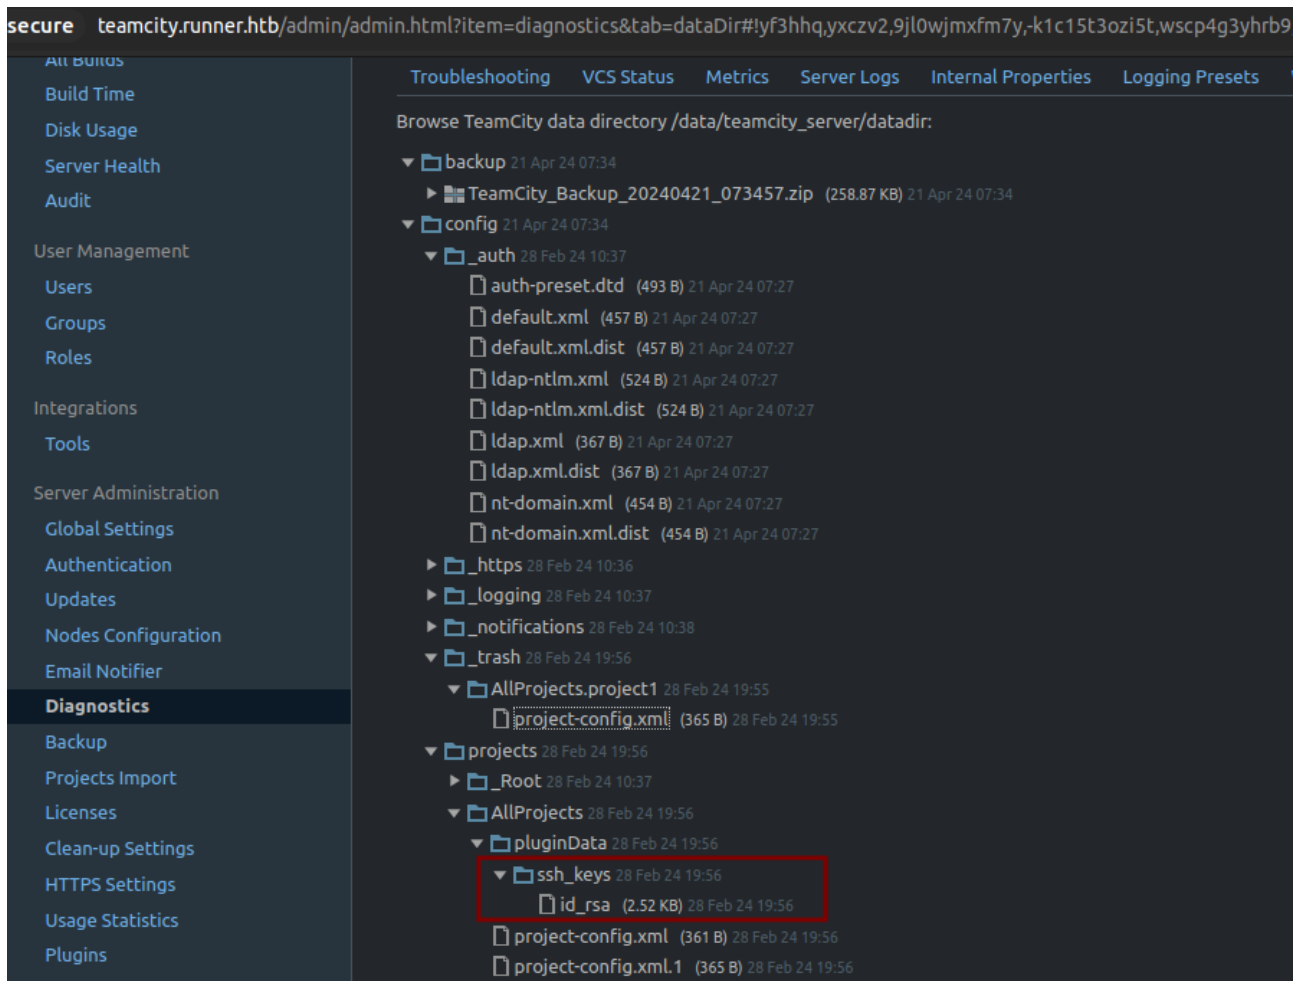 secure teamcity.runner.htb/admin/admin.html?item=diagnostics&tab=dataDir#!yf3hhq,yxczv2,9jl0wjmxfm7y,-k1c15t3ozi5t,wscp4g3yhrb9
All Builds
Build Time
Disk Usage
Server Health
Audit
User Management
Users
Groups
Roles
Integrations
Tools
Server Administration
Global Settings
Authentication
Updates
Nodes Configuration
Email Notifier
Diagnostics
Backup
Projects Import
Licenses
Clean-up Settings
HTTPS Settings
Usage Statistics
Plugins
Troubleshooting VCS Status Metrics Server Logs Internal Properties Logging Presets
Browse TeamCity data directory /data/teamcity_server/datadir:
backup 21 Apr 24 07:34
TeamCity_Backup_20240421_073457.zip (258.87 KB) 21 Apr 24 07:34
config 21 Apr 24 07:34
_auth 28 Feb 24 10:37
auth-preset.dtd (493 B) 21 Apr 24 07:27
default.xml (457 B) 21 Apr 24 07:27
default.xml.dist (457 B) 21 Apr 24 07:27
ldap-ntlm.xml (524 B) 21 Apr 24 07:27
ldap-ntlm.xml.dist (524 B) 21 Apr 24 07:27
ldap.xml (367 B) 21 Apr 24 07:27
ldap.xml.dist (367 B) 21 Apr 24 07:27
nt-domain.xml (454 B) 21 Apr 24 07:27
nt-domain.xml.dist (454 B) 21 Apr 24 07:27
_https 28 Feb 24 10:36
_logging 28 Feb 24 10:37
_notifications 28 Feb 24 10:38
_trash 28 Feb 24 19:56
AllProjects.project1 28 Feb 24 19:55
project-config.xml (365 B) 28 Feb 24 19:55
projects 28 Feb 24 19:56
_Root 28 Feb 24 10:37
AllProjects 28 Feb 24 19:56
pluginData 28 Feb 24 19:56
ssh_keys 28 Feb 24 19:56
id_rsa (2.52 KB) 28 Feb 24 19:56
project-config.xml (361 B) 28 Feb 24 19:56
project-config.xml.1 (365 B) 28 Feb 24 19:56